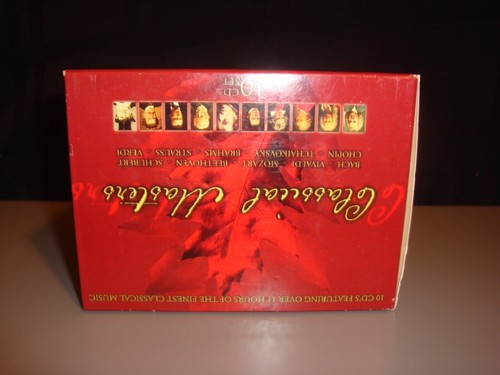 10 CD'S FEATURING OVER 11 HOURS OF THE FINEST CLASSICAL MUSIC
Classical Masters
BACH VIVALDI MOZART BEETHOVEN SCHUBERT
CHOPIN TCHAIKOVSKY BRAHMS STRAUSS VERDI
10 CD SET